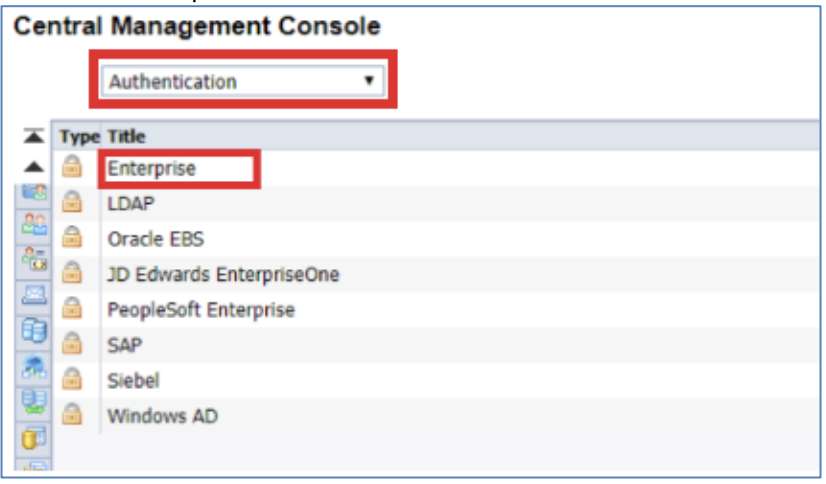 Central Management Console
Authentication
Type Title
Enterprise
LDAP
Oracle EBS
JD Edwards EnterpriseOne
PeopleSoft Enterprise
SAP
Siebel
Windows AD